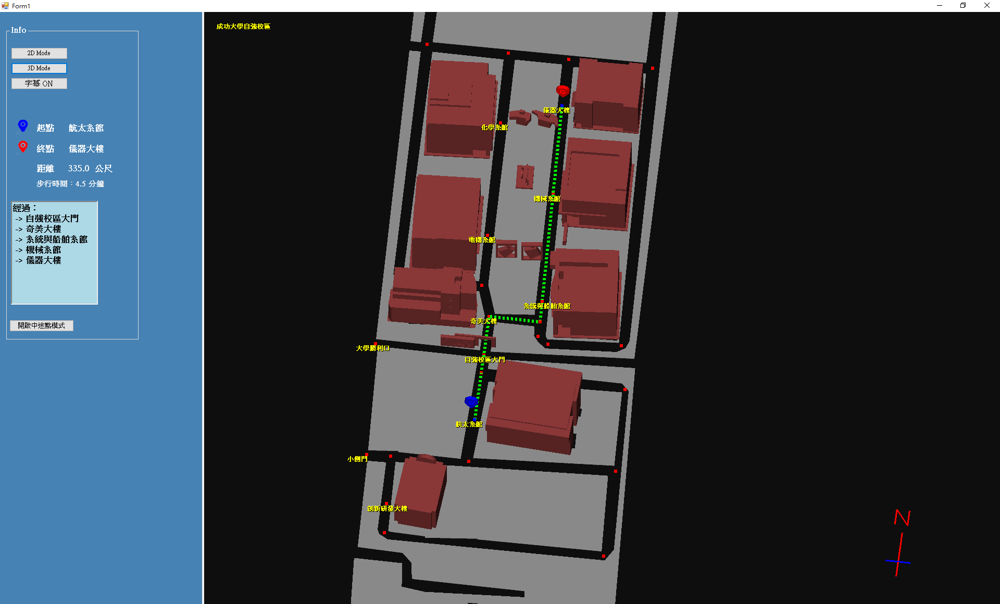 Form1
Info
2D Mode
3D Mode
字幕 ON
起點 航太系館
終點 儀器大樓
距離 335.0 公尺
步行時間：4.5 分鐘
經過：
-> 自強校區大門
-> 奇美大樓
-> 系統與船舶系館
-> 機械系館
-> 儀器大樓
開啟中途點模式
成功大學自強校區
儀器大樓
化學系館
機械系館
電機系館
系統與船舶系館
奇美大樓
大學勝利口
自強校區大門
航太系館
小側門
創新研發大樓
N